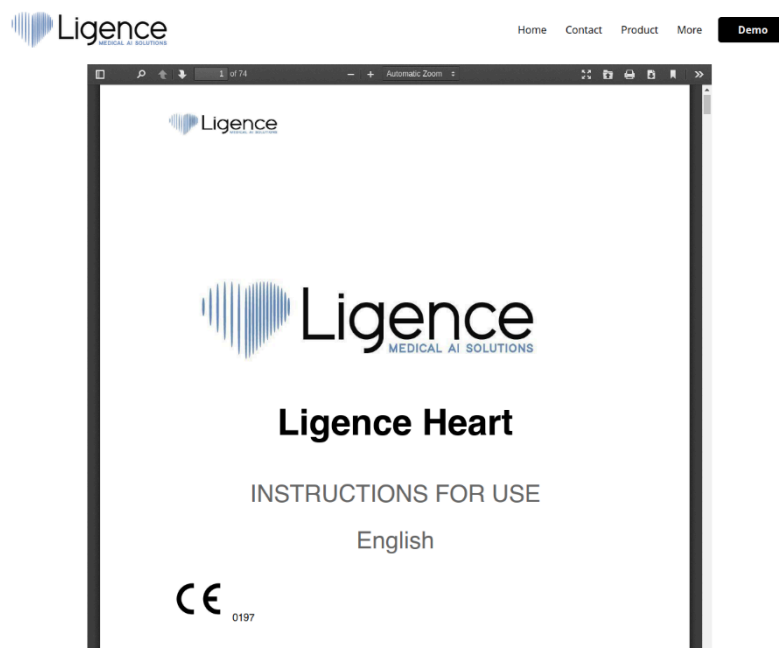 Ligence
MEDICAL AI SOLUTIONS
Home Contact Product More Demo
1 of 74
Automatic Zoom
Ligence
MEDICAL AI SOLUTIONS
Ligence
MEDICAL AI SOLUTIONS
Ligence Heart
INSTRUCTIONS FOR USE
English
CE 0197